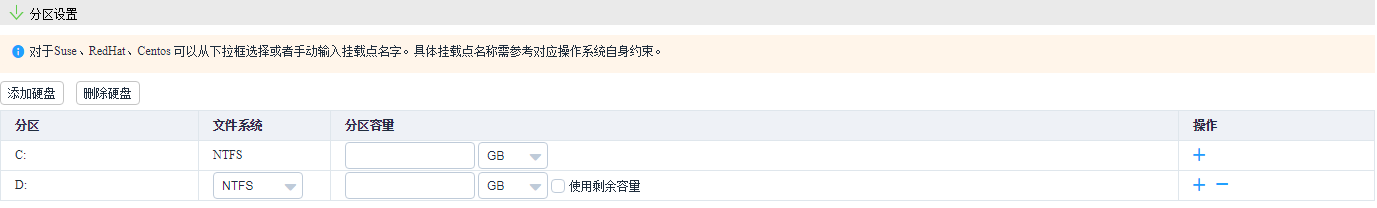 分区设置
对于Suse、RedHat、Centos 可以从下拉框选择或者手动输入挂载点名字。具体挂载点名称需参考对应操作系统自身约束。
添加硬盘 删除硬盘
分区 文件系统 分区容量 操作
C: NTFS GB
D: NTFS GB 使用剩余容量